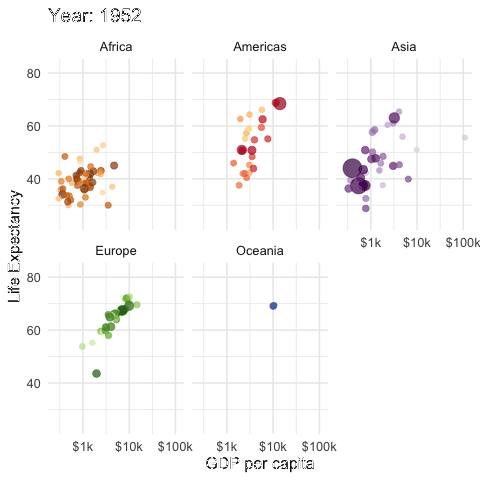 Year: 1952
Africa
Americas
Asia
80
60
40
$1k $10k $100k
Life Expectancy
Europe
Oceania
80
60
40
$1k $10k $100k
$1k $10k $100k
GDP per capita